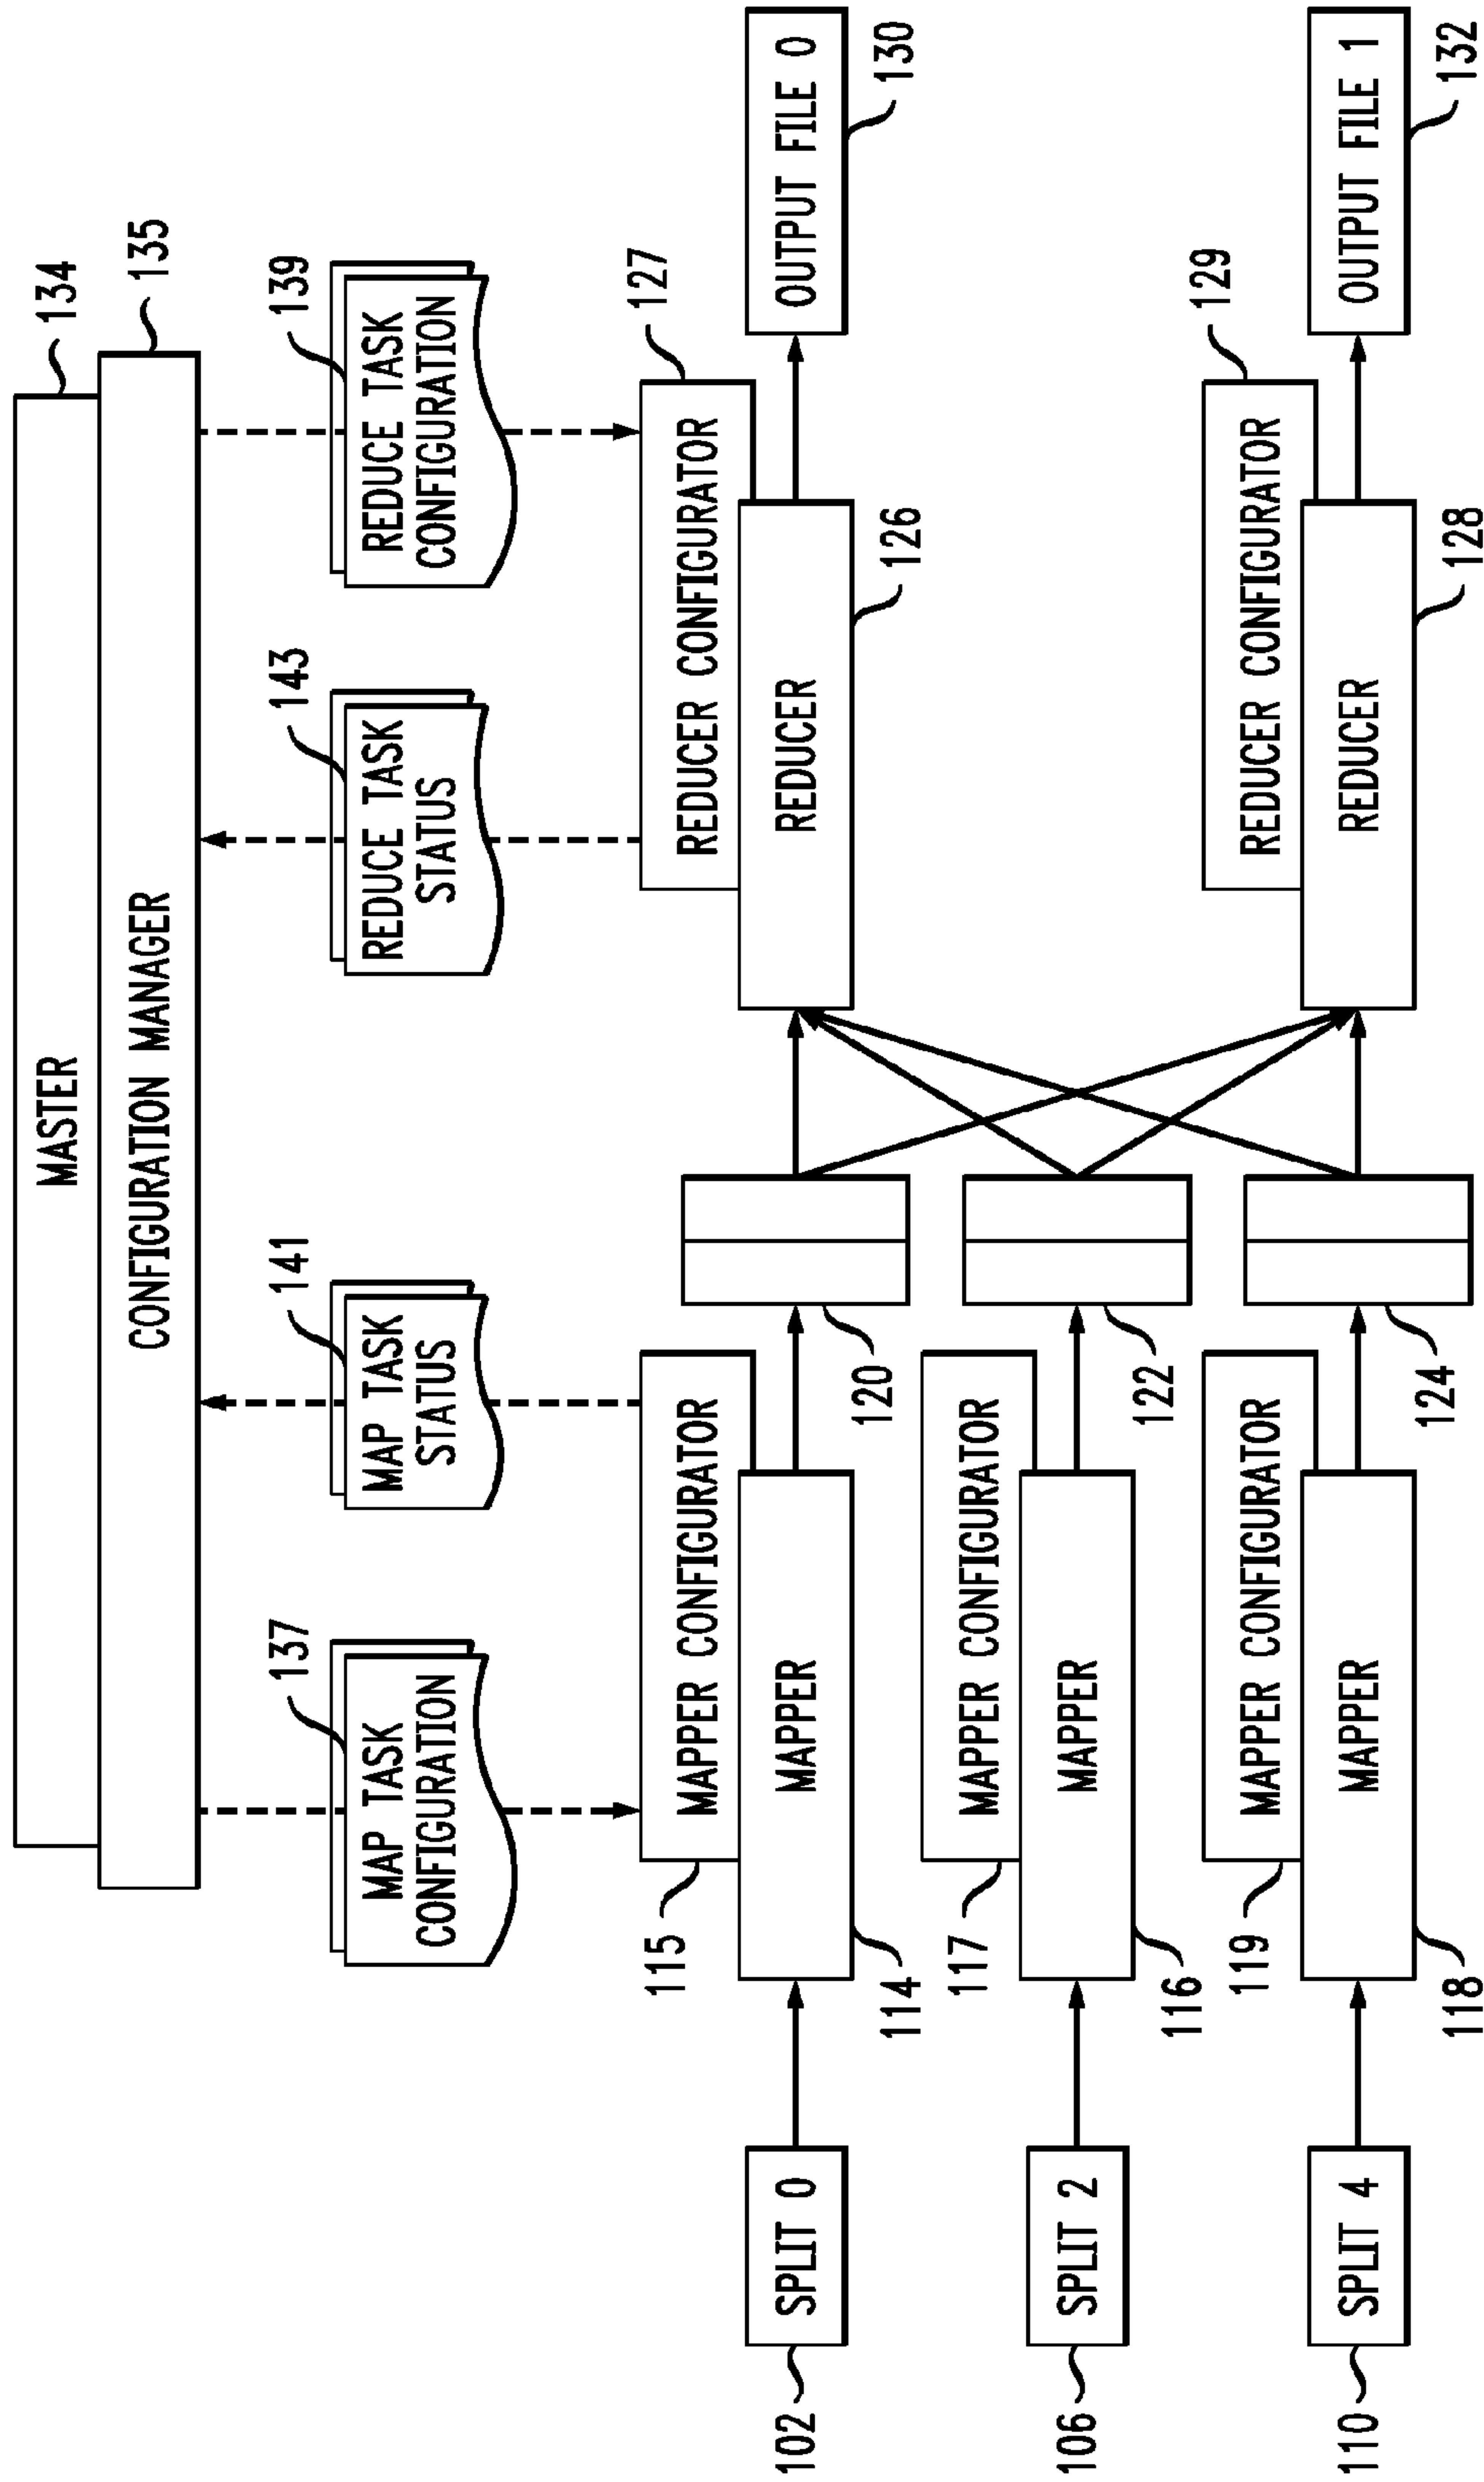 134
MASTER
135
CONFIGURATION MANAGER
137
MAP TASK
CONFIGURATION
141
MAP TASK
STATUS
143
REDUCE TASK
STATUS
139
REDUCE TASK
CONFIGURATION
115
MAPPER CONFIGURATOR
127
REDUCER CONFIGURATOR
102
SPLIT 0
MAPPER
114
120
REDUCER
126
OUTPUT FILE 0
130
117
MAPPER CONFIGURATOR
106
SPLIT 2
MAPPER
116
122
119
MAPPER CONFIGURATOR
129
REDUCER CONFIGURATOR
110
SPLIT 4
MAPPER
118
124
REDUCER
128
OUTPUT FILE 1
132